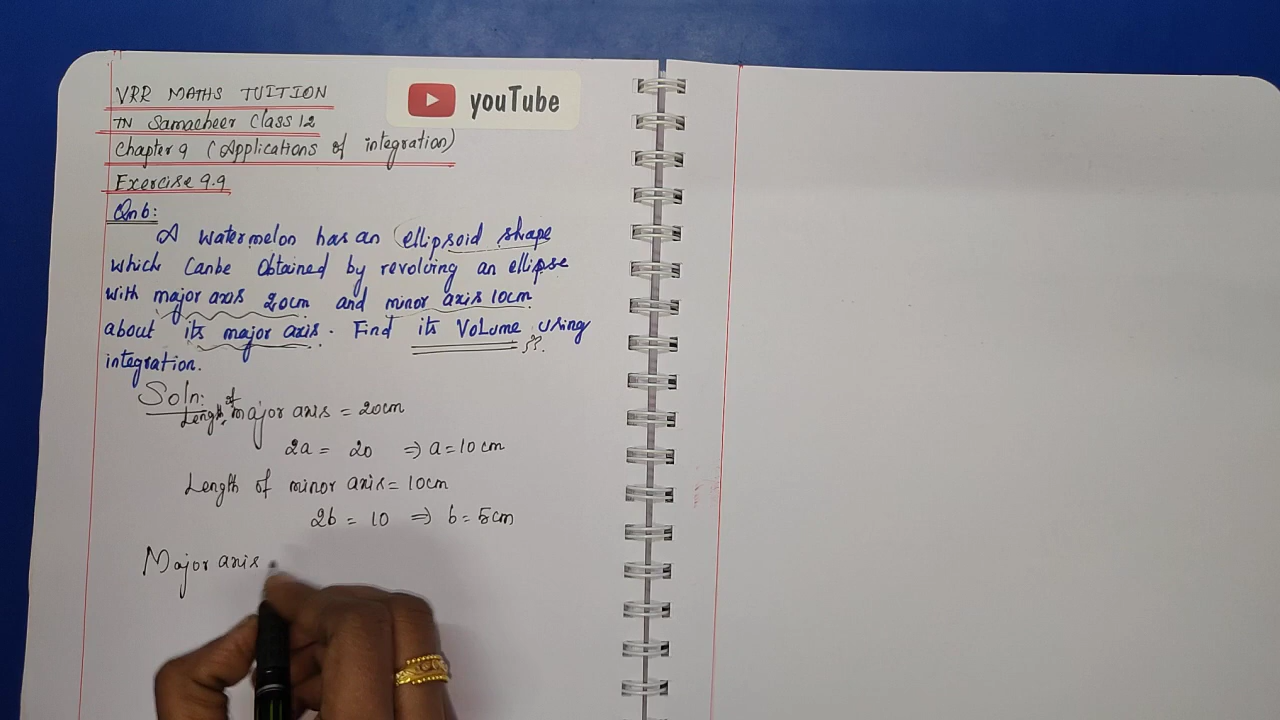 VRR MATHS TUITION
YouTube
TN Samacheer Class 12
Chapter 9 (Applications of integration)
Exercise 9.9
Qn 6:
A watermelon has an ellipsoid shape
which can be obtained by revolving an ellipse
with major axis 20cm and minor axis 10cm
about its major axis. Find its Volume using
integration.
Soln:
Length of major axis = 20cm
2a = 20 ⇒ a = 10 cm
Length of minor axis = 10cm
2b = 10 ⇒ b = 5cm
Major axis